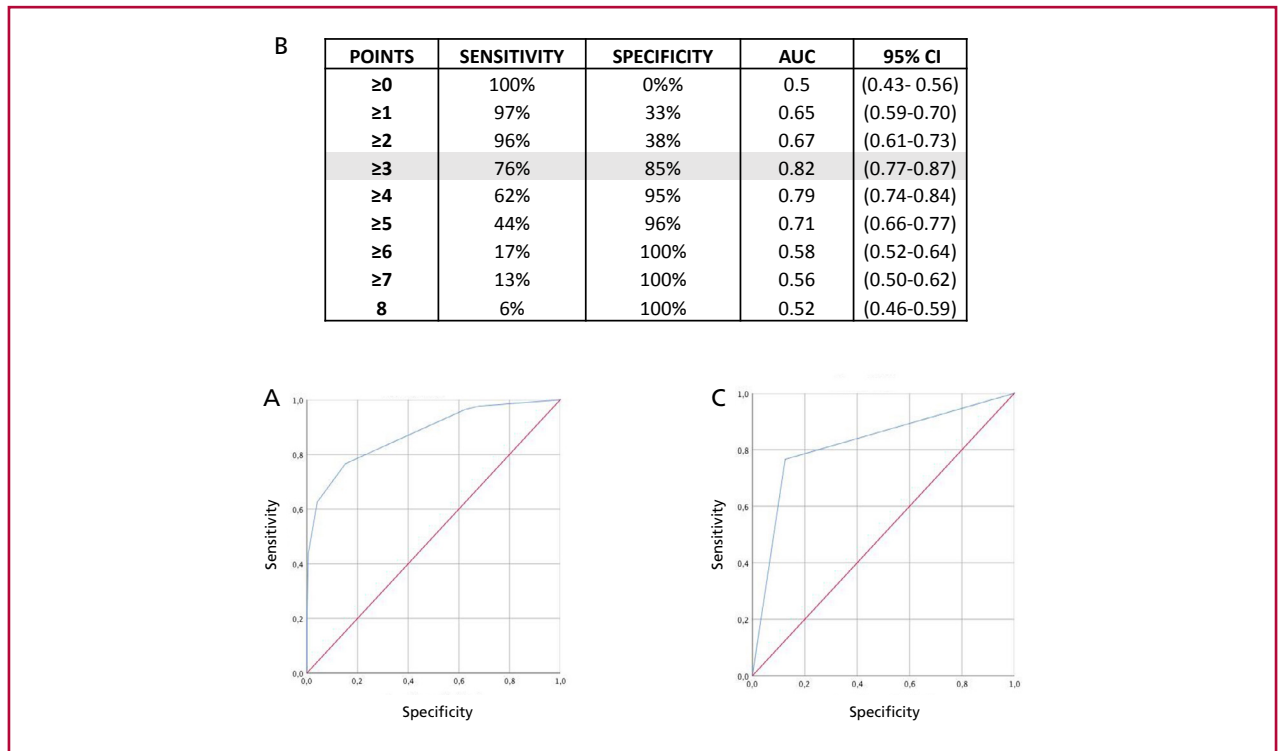 B
POINTS SENSITIVITY SPECIFICITY AUC 95% CI
≥0 100% 0%% 0.5 (0.43- 0.56)
≥1 97% 33% 0.65 (0.59-0.70)
≥2 96% 38% 0.67 (0.61-0.73)
≥3 76% 85% 0.82 (0.77-0.87)
≥4 62% 95% 0.79 (0.74-0.84)
≥5 44% 96% 0.71 (0.66-0.77)
≥6 17% 100% 0.58 (0.52-0.64)
≥7 13% 100% 0.56 (0.50-0.62)
8 6% 100% 0.52 (0.46-0.59)
A
1,0
0,8
0,6
0,4
0,2
0,0
Sensitivity
0,0 0,2 0,4 0,6 0,8 1,0
Specificity
C
1,0
0,8
0,6
0,4
0,2
0,0
Sensitivity
0,0 0,2 0,4 0,6 0,8 1,0
Specificity